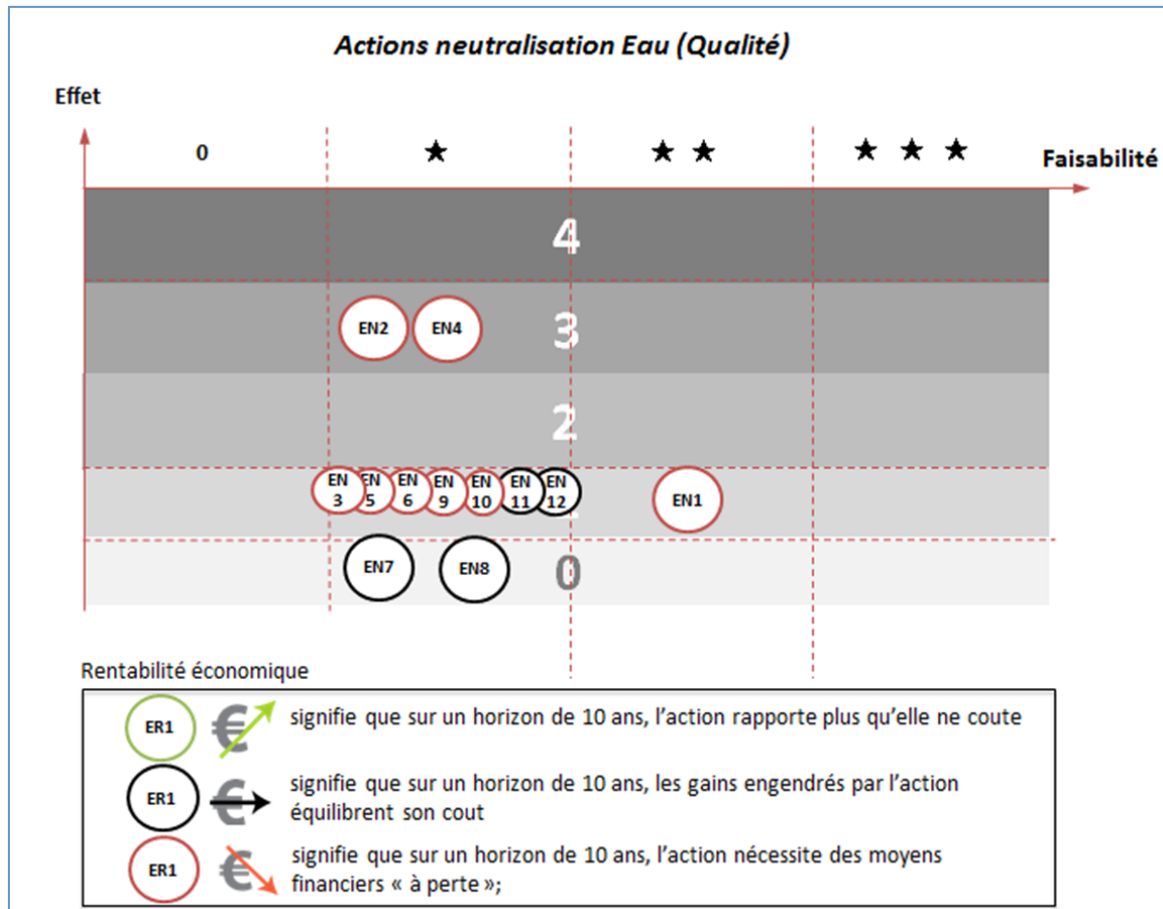 Actions neutralisation Eau (Qualité)
Effet
0 ★ ★ ★ ★ ★ ★ Faisabilité
4
EN2 EN4 3
2
EN 3 EN 5 EN 6 EN 9 EN 10 EN 11 EN 12 EN1
EN7 EN8 0
Rentabilité économique
ER1 € signifie que sur un horizon de 10 ans, l’action rapporte plus qu’elle ne coute
ER1 € signifie que sur un horizon de 10 ans, les gains engendrés par l’action
équilibrent son cout
ER1 € signifie que sur un horizon de 10 ans, l’action nécessite des moyens
financiers « à perte »;